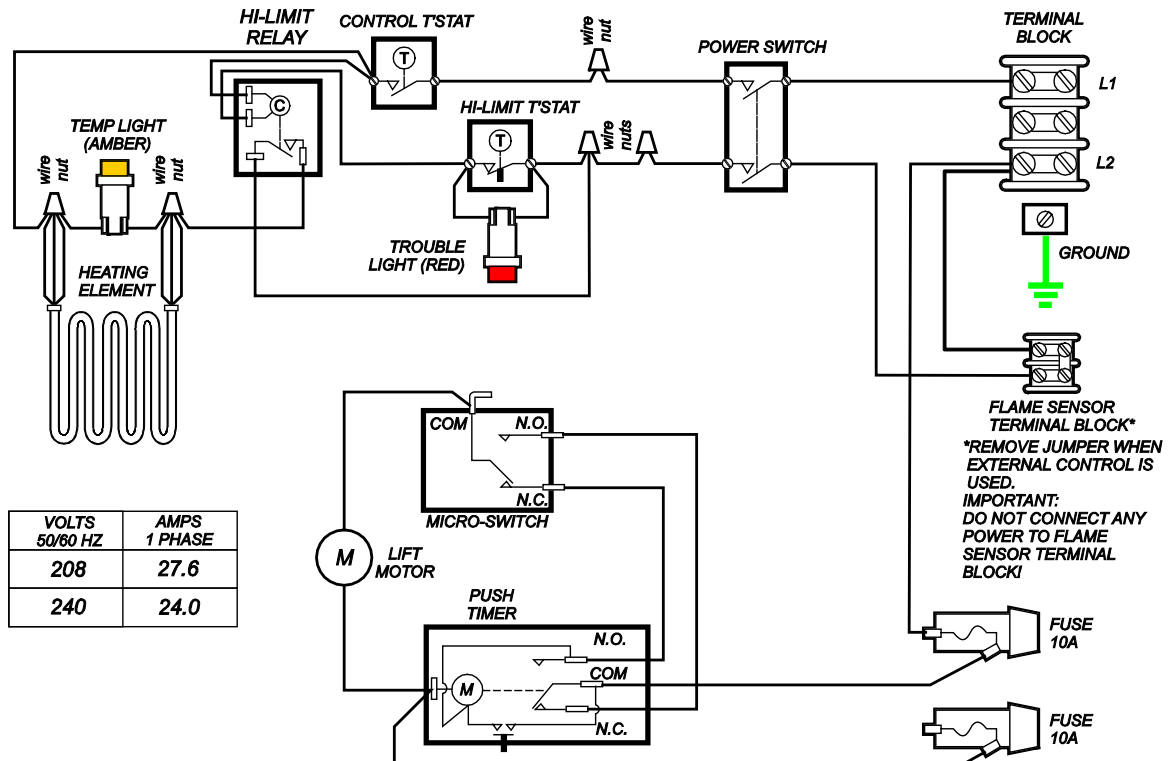 HI-LIMIT
RELAY
CONTROL T'STAT
wire
nut
POWER SWITCH
TERMINAL
BLOCK
T
L1
C
HI-LIMIT T'STAT
T
wire
nuts
TEMP LIGHT
(AMBER)
wire
nut
wire
nut
L2
TROUBLE
LIGHT (RED)
GROUND
HEATING
ELEMENT
FLAME SENSOR
TERMINAL BLOCK*
*REMOVE JUMPER WHEN
EXTERNAL CONTROL IS
USED.
IMPORTANT:
DO NOT CONNECT ANY
POWER TO FLAME
SENSOR TERMINAL
BLOCK!
COM
N.O.
N.C.
MICRO-SWITCH
VOLTS
50/60 HZ
AMPS
1 PHASE
208
27.6
240
24.0
M
LIFT
MOTOR
PUSH
TIMER
N.O.
COM
M
N.C.
FUSE
10A
FUSE
10A